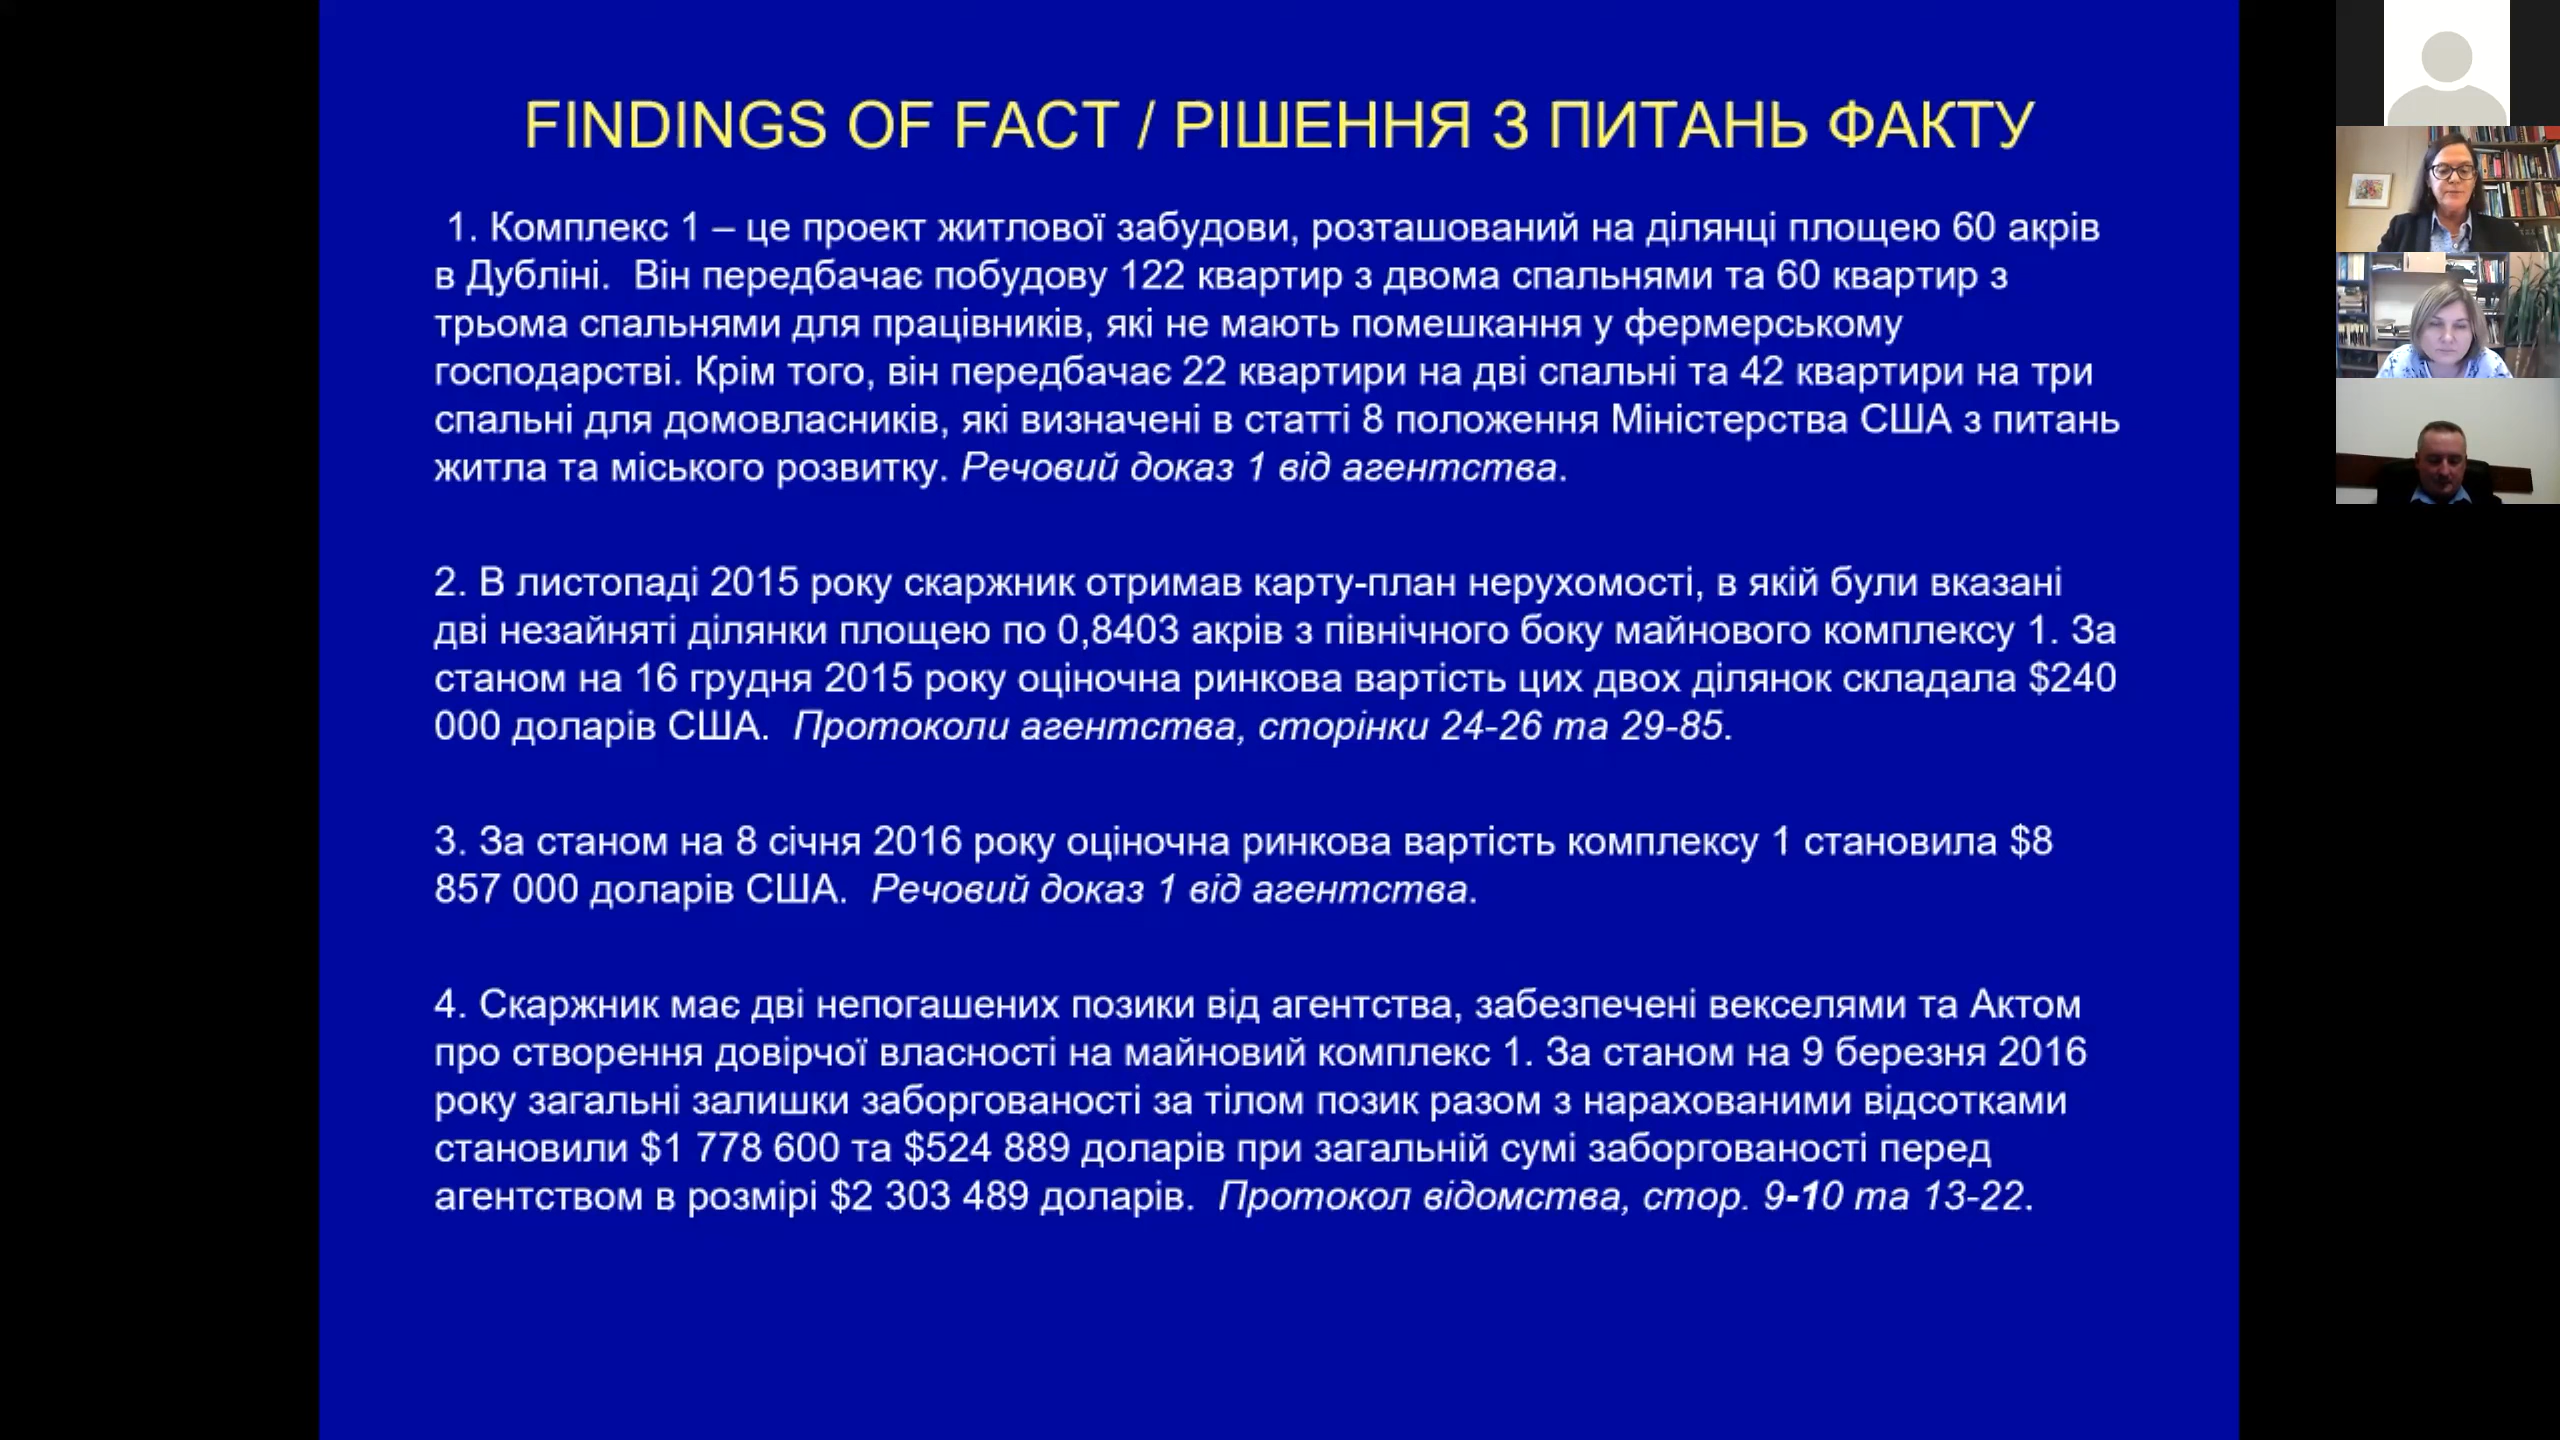 FINDINGS OF FACT / РІШЕННЯ З ПИТАНЬ ФАКТУ
1. Комплекс 1 – це проект житлової забудови, розташований на ділянці площею 60 акрів
в Дубліні.  Він передбачає побудову 122 квартир з двома спальнями та 60 квартир з
трьома спальнями для працівників, які не мають помешкання у фермерському
господарстві. Крім того, він передбачає 22 квартири на дві спальні та 42 квартири на три
спальні для домовласників, які визначені в статті 8 положення Міністерства США з питань
житла та міського розвитку. Речовий доказ 1 від агентства.
2. В листопаді 2015 року скаржник отримав карту-план нерухомості, в якій були вказані
дві незайняті ділянки площею по 0,8403 акрів з північного боку майнового комплексу 1. За
станом на 16 грудня 2015 року оціночна ринкова вартість цих двох ділянок складала $240
000 доларів США.  Протоколи агентства, сторінки 24-26 та 29-85.
3. За станом на 8 січня 2016 року оціночна ринкова вартість комплексу 1 становила $8
857 000 доларів США.  Речовий доказ 1 від агентства.
4. Скаржник має дві непогашених позики від агентства, забезпечені векселями та Актом
про створення довірчої власності на майновий комплекс 1. За станом на 9 березня 2016
року загальні залишки заборгованості за тілом позик разом з нарахованими відсотками
становили $1 778 600 та $524 889 доларів при загальній сумі заборгованості перед
агентством в розмірі $2 303 489 доларів.  Протокол відомства, стор. 9-10 та 13-22.